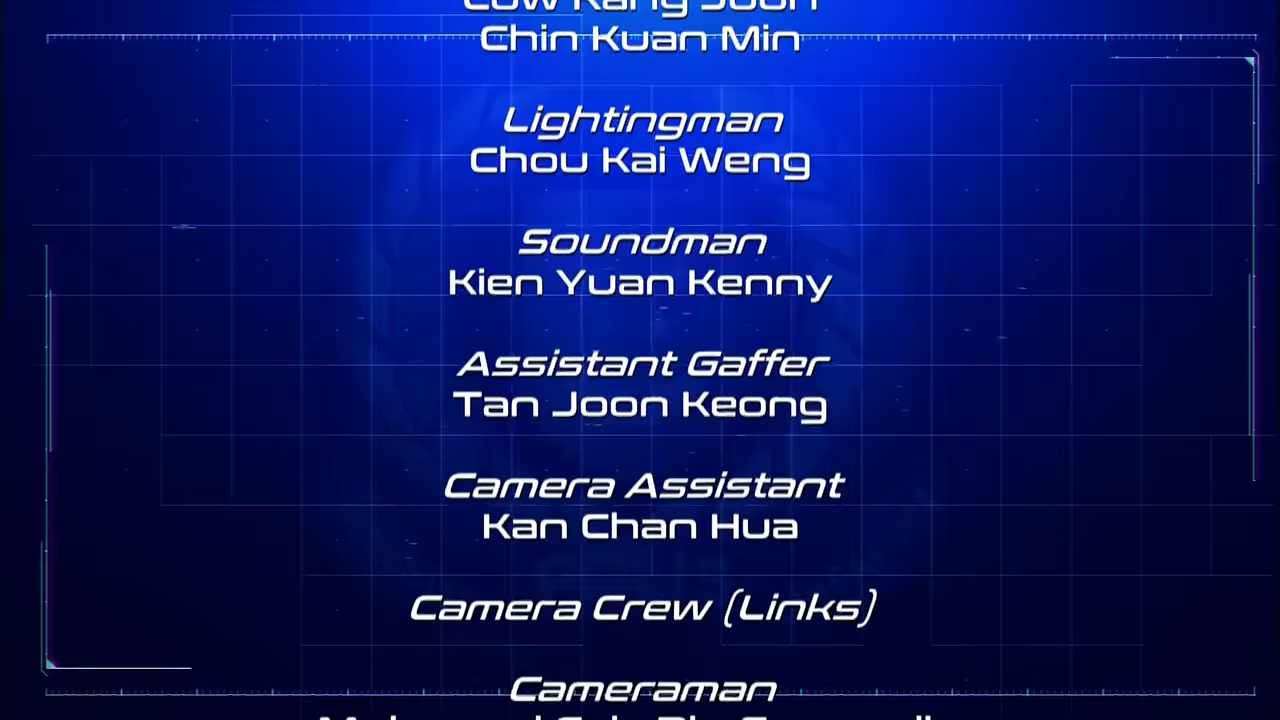 Chin Kuan Min
Lightingman
Chou Kai Weng
Soundman
Kien Yuan Kenny
Assistant Gaffer
Tan Joon Keong
Camera Assistant
Kan Chan Hua
Camera Crew (Links)
Cameraman